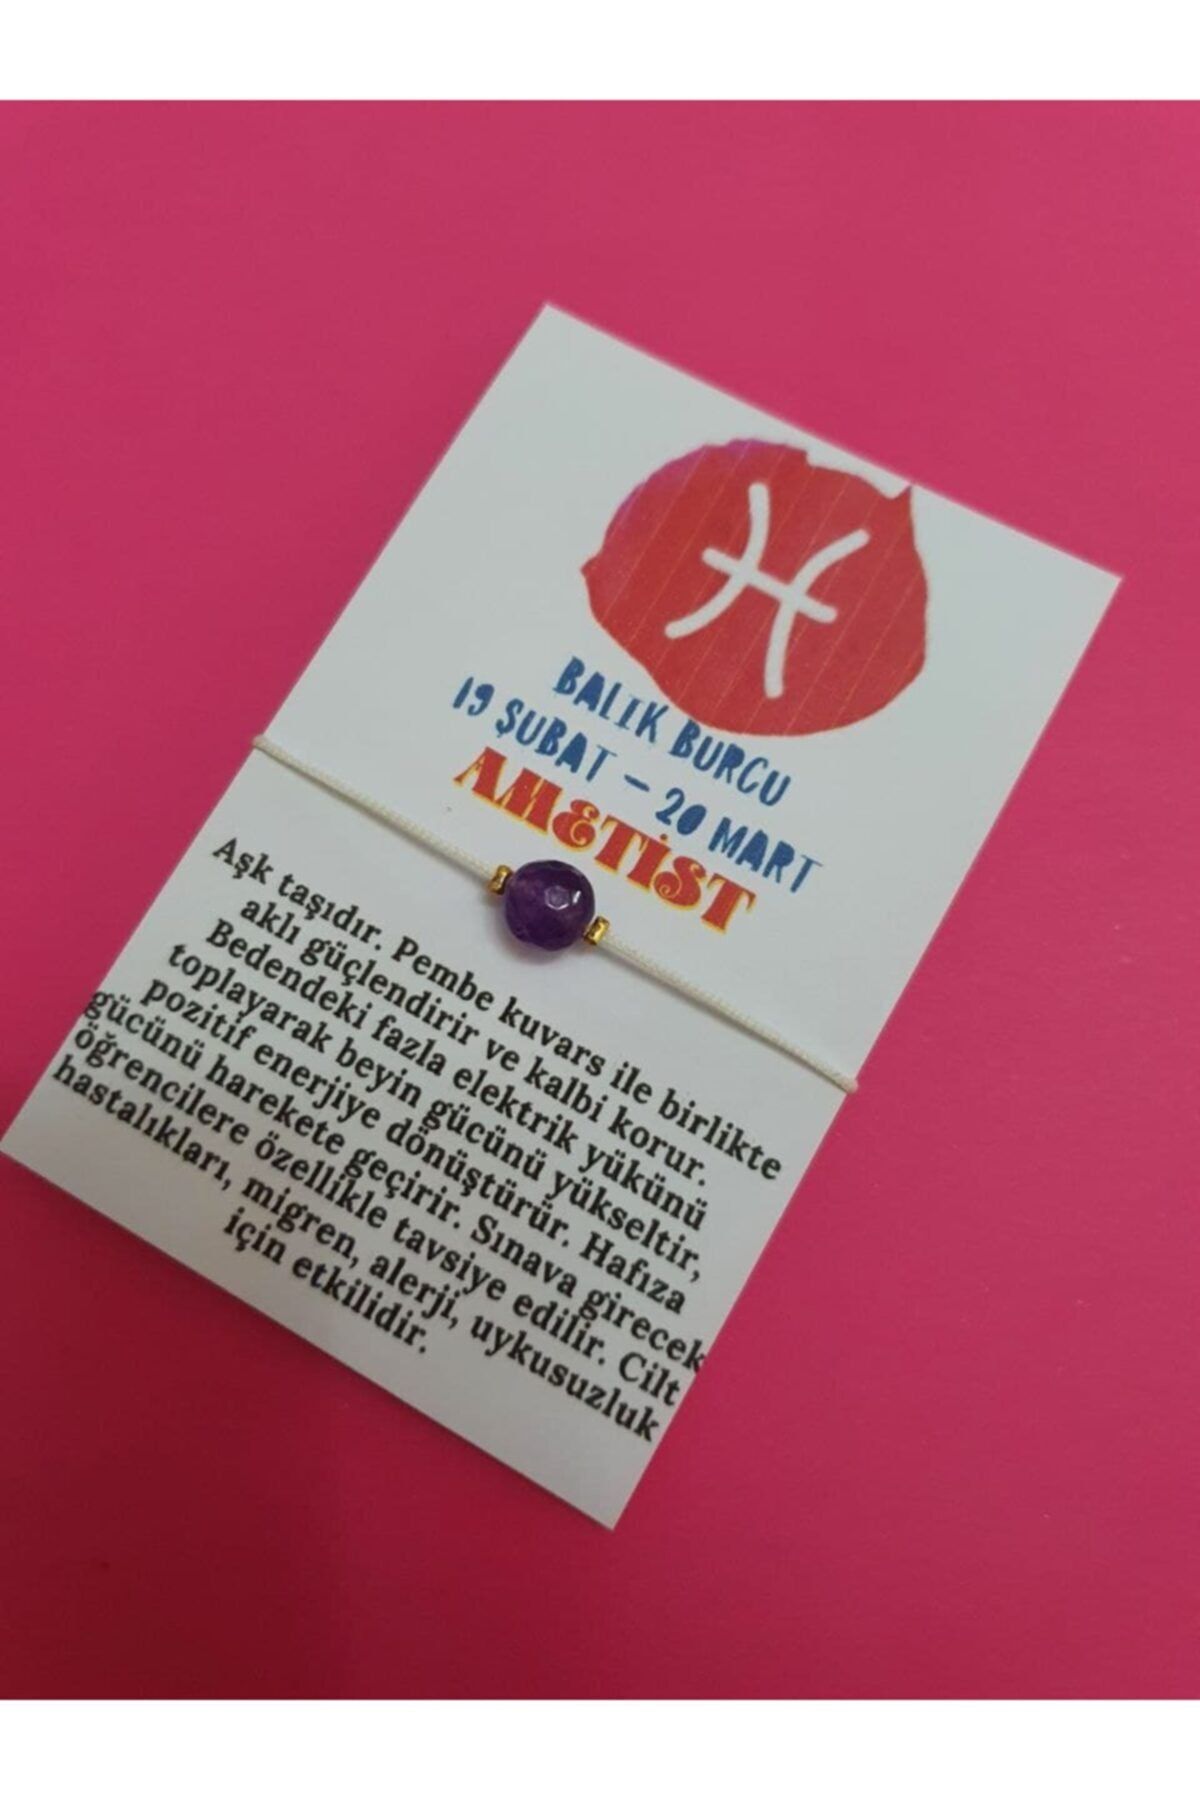 BALIK BURCU
19 ŞUBAT – 20 MART
AMETİST
Aşk taşıdır. Pembe kuvars ile birlikte
aklı güçlendirir ve kalbi korur.
Bedendeki fazla elektrik yükünü
toplayarak beyin gücünü yükseltir,
pozitif enerjiye dönüştürür. Hafıza
gücünü harekete geçirir. Sınava girecek
öğrencilere özellikle tavsiye edilir. Cilt
hastalıkları, migren, alerji, uykusuzluk
için etkilidir.